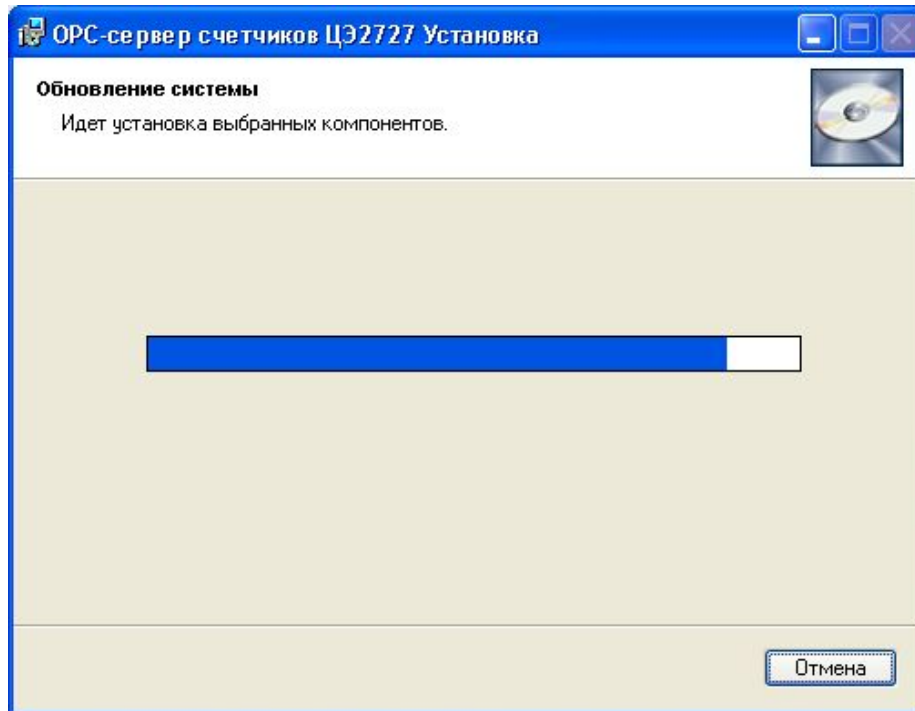 ОРС-сервер счетчиков ЦЭ2727 Установка
Обновление системы
Идет установка выбранных компонентов.
Отмена